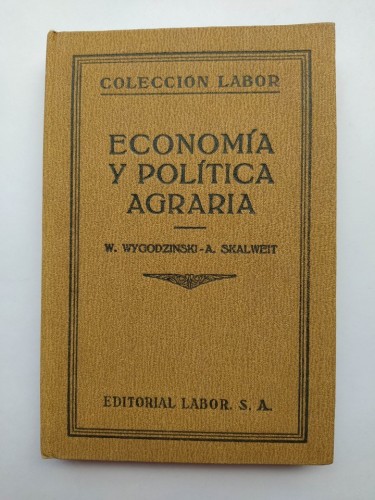 COLECCION LABOR
ECONOMÍA
Y POLÍTICA
AGRARIA
W. WYGODZINSKI-A. SKALWEIT
EDITORIAL LABOR. S. A.